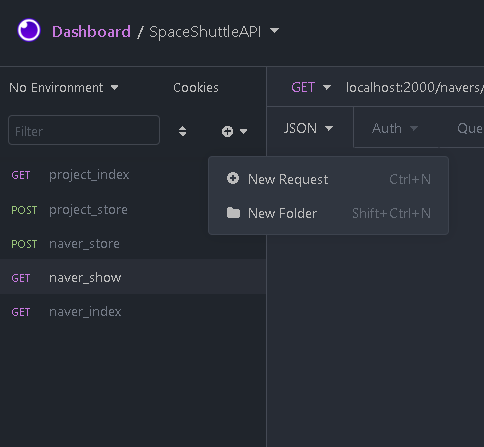 Dashboard / SpaceShuttleAPI
No Environment Cookies
GET localhost:2000/navers/
Filter
JSON Auth Que
New Request Ctrl+N
New Folder Shift+Ctrl+N
GET project_index
POST project_store
POST naver_store
GET naver_show
GET naver_index